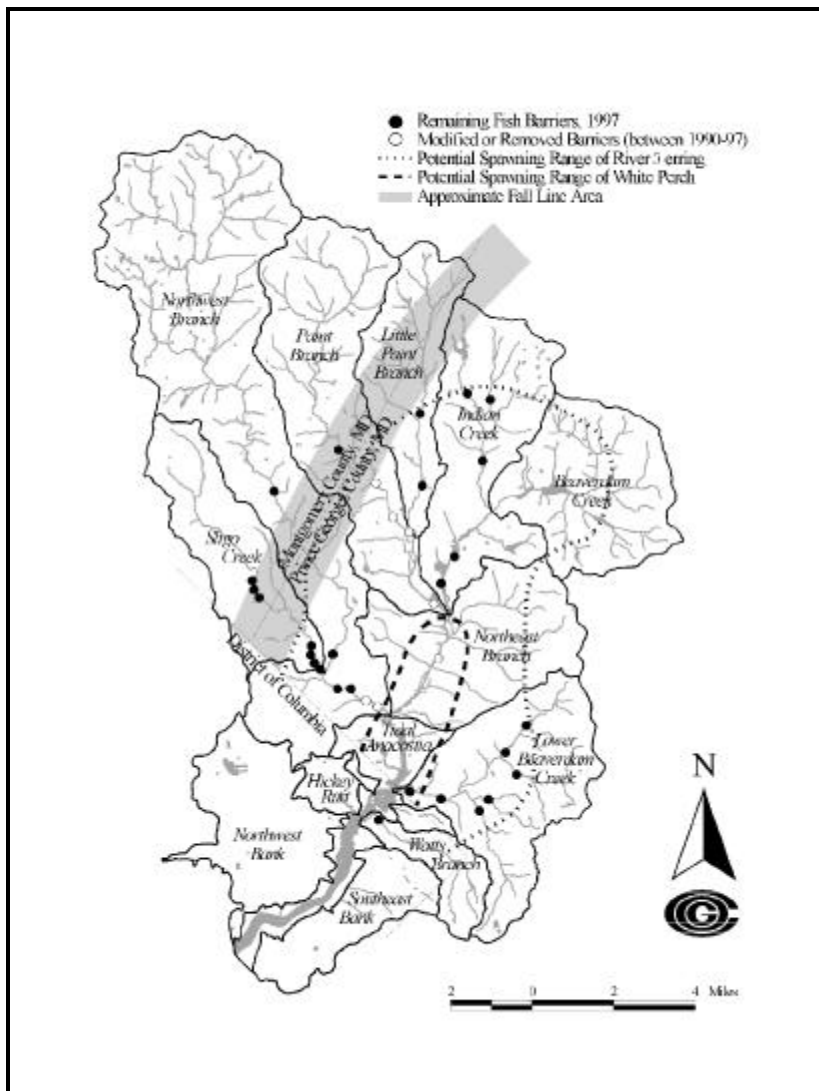 Remaining Fish Barriers, 1997
Modified or Removed Barriers (between 1990-97)
Potential Spawning Range of River
Potential Spawning Range of White Perch
Approximate Fall Line Area
Northwest
Branch
Paint
Branch
Little
Paint
Branch
Indian
Creek
Beaverdam
Creek
Montgomery County, MD
Prince George's County, MD
Sligo
Creek
District of Columbia
Northeast
Branch
Tidal
Anacostia
Lower
Beaverdam
Creek
Hickey
Run
Northwest
Bank
Watts
Branch
Southeast
Bank
N
C G
2 0 2 4 Miles